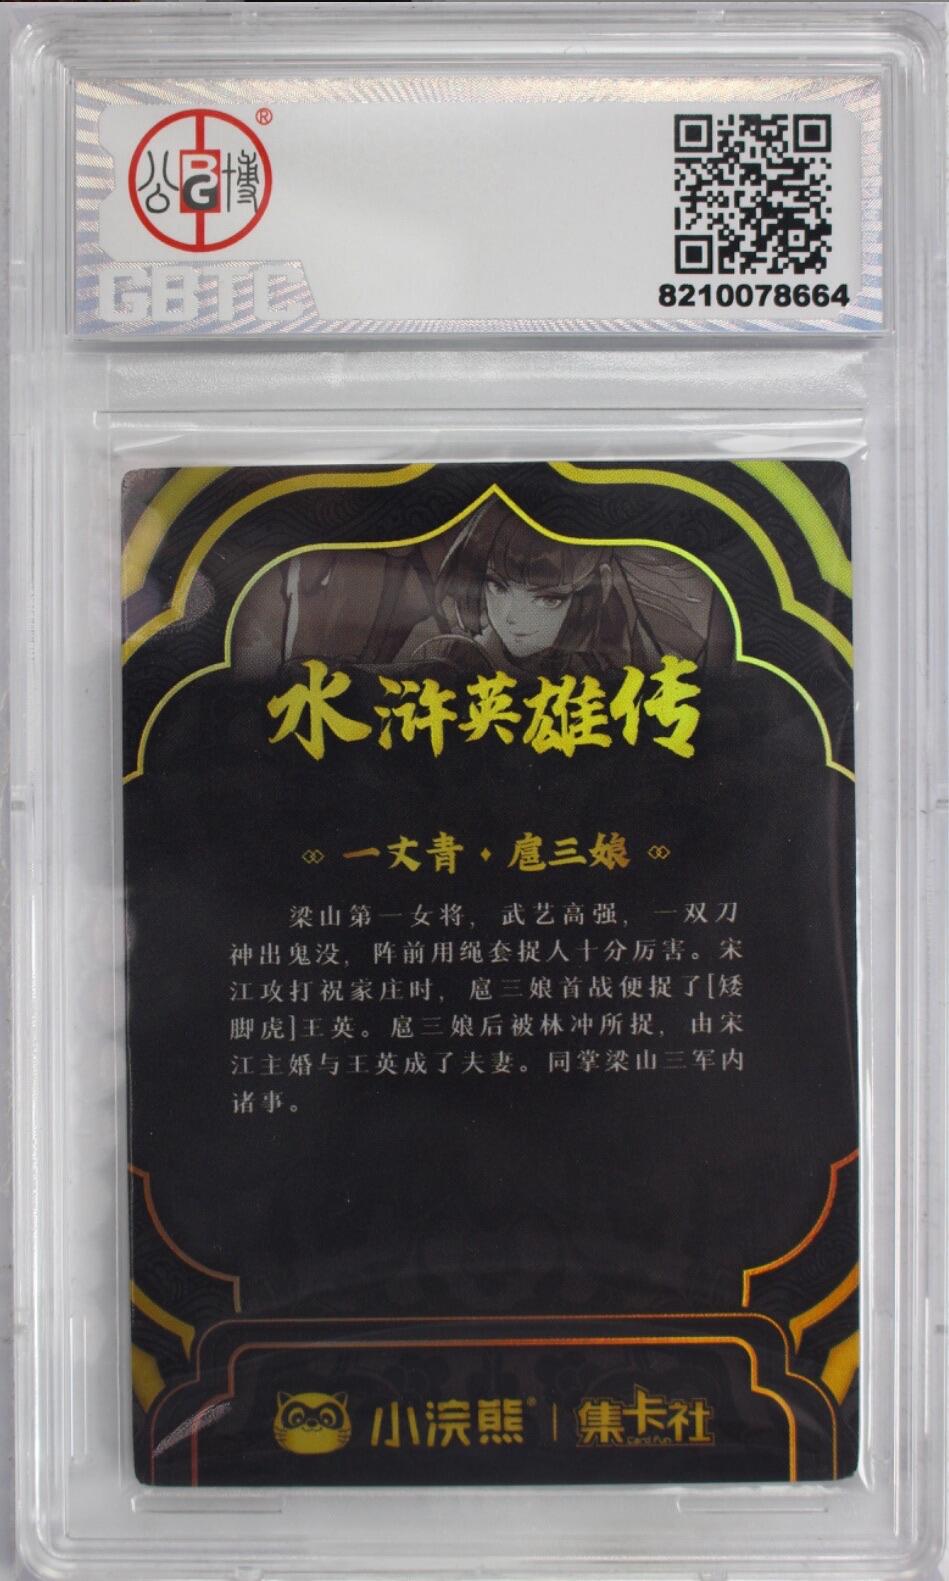 公 BG 博 ®
GBTC
8210078664
水浒英雄传
一丈青·扈三娘
梁山第一女将，武艺高强，一双刀
神出鬼没，阵前用绳套捉人十分厉害。宋
江攻打祝家庄时，扈三娘首战便捉了[矮
脚虎]王英。扈三娘后被林冲所捉，由宋
江主婚与王英成了夫妻。同掌梁山三军内
诸事。
小浣熊® | 集卡社
Card Fun